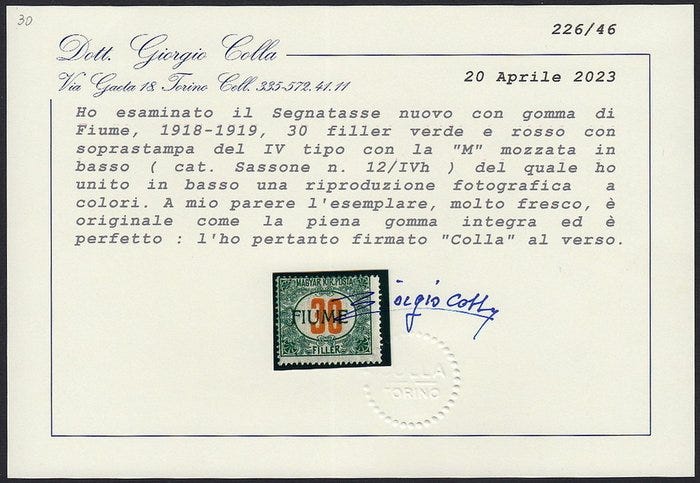 30
226/46
Dott. Giorgio Colla
Via Gaeta 18 Torino Cell. 335-572.41.11
20 Aprile 2023
Ho esaminato il Segnatasse nuovo con gomma di
Fiume, 1918-1919, 30 filler verde e rosso con
soprastampa del IV tipo con la "M" mozzata in
basso ( cat. Sassone n. 12/IVh ) del quale ho
unito in basso una riproduzione fotografica a
colori. A mio parere l'esemplare, molto fresco, è
originale come la piena gomma integra ed è
perfetto : l'ho pertanto firmato "Colla" al verso.
MAGYAR KIR. POSTA
30
FIUME
FILLER
Giorgio Colla
COLLA
TORINO